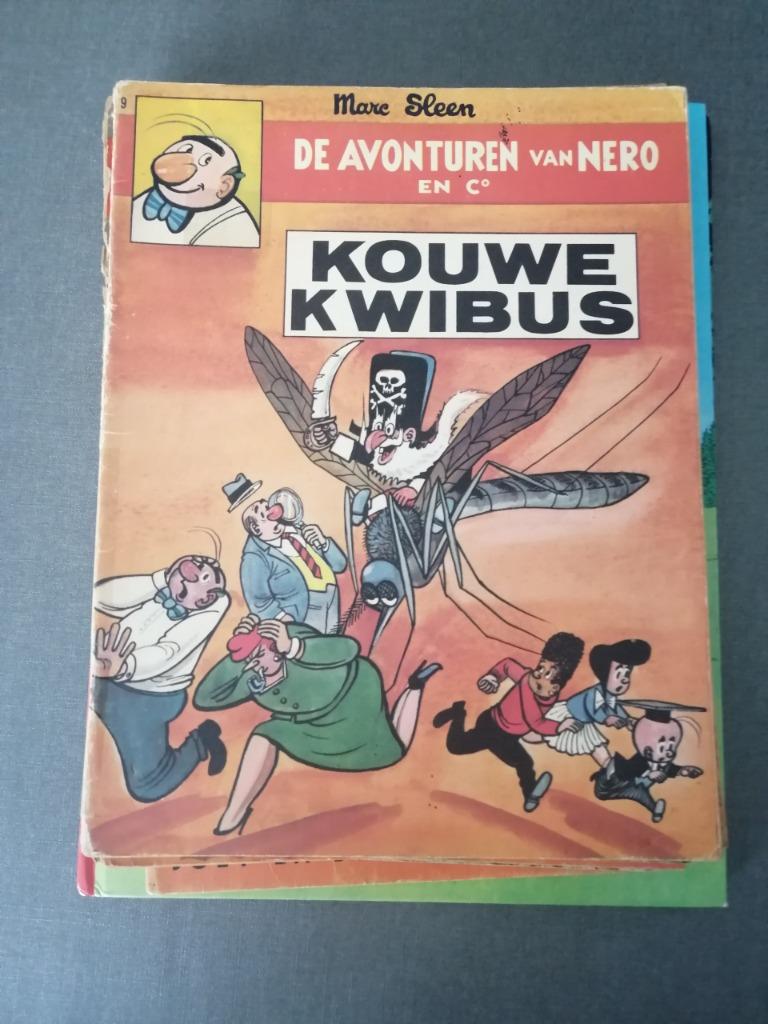 9
Marc Sleen
DE AVONTUREN VAN NERO
EN Cº
KOUWE
KWIBUS